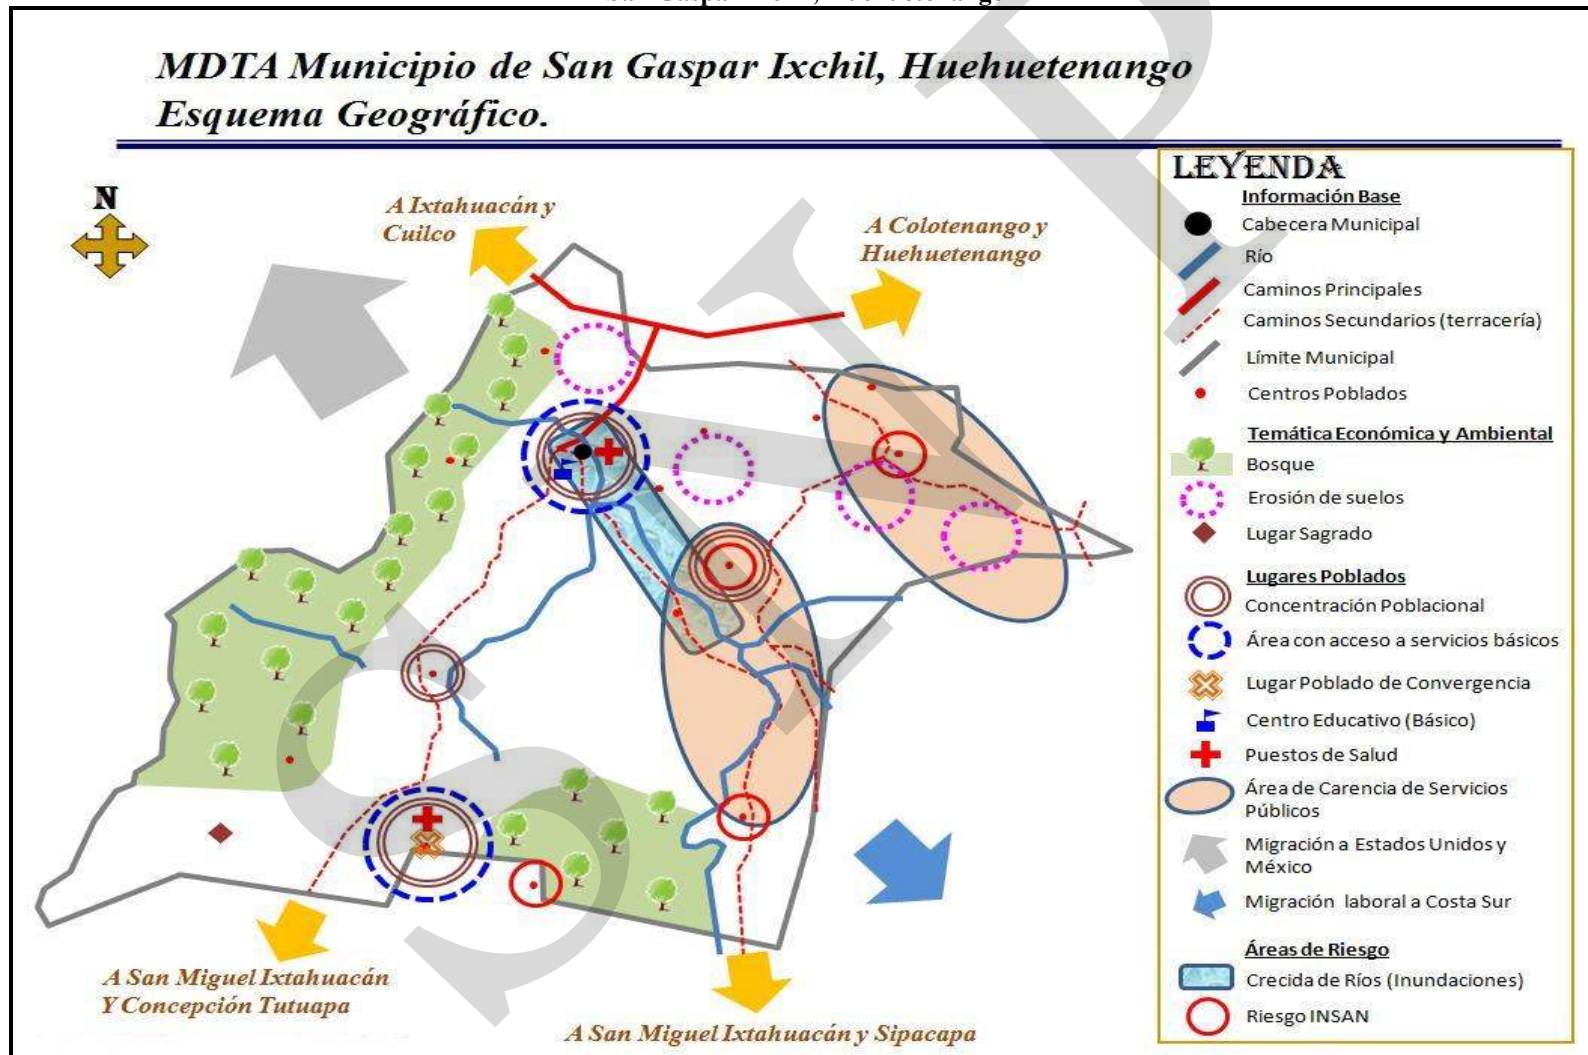 MDTA Municipio de San Gaspar Ixchil, Huehuetenango
Esquema Geográfico.
N
A Ixtahuacán y
Cuilco
A Colotenango y
Huehuetenango
A San Miguel Ixtahuacán
Y Concepción Tutuapa
A San Miguel Ixtahuacán y Sipacapa
LEYENDA
Información Base
Cabecera Municipal
Río
Caminos Principales
Caminos Secundarios (terracería)
Límite Municipal
Centros Poblados
Temática Económica y Ambiental
Bosque
Erosión de suelos
Lugar Sagrado
Lugares Poblados
Concentración Poblacional
Área con acceso a servicios básicos
Lugar Poblado de Convergencia
Centro Educativo (Básico)
Puestos de Salud
Área de Carencia de Servicios
Públicos
Migración a Estados Unidos y
México
Migración laboral a Costa Sur
Áreas de Riesgo
Crecida de Ríos (Inundaciones)
Riesgo INSAN